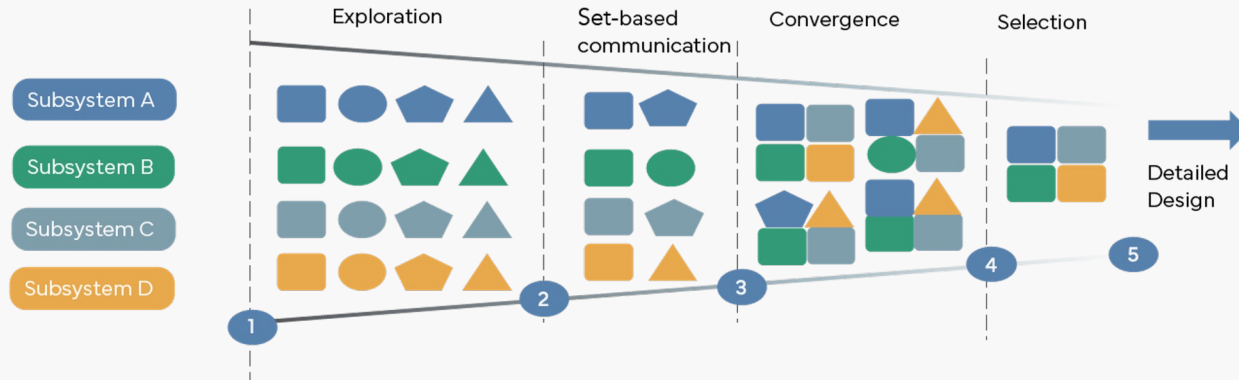 Exploration
Set-based
communication
Convergence
Selection
Subsystem A
Subsystem B
Subsystem C
Subsystem D
Detailed
Design
1
2
3
4
5